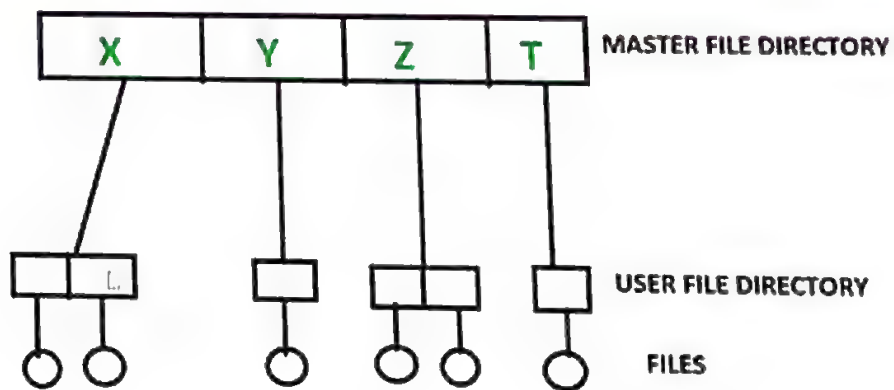 X Y Z T MASTER FILE DIRECTORY
USER FILE DIRECTORY
FILES